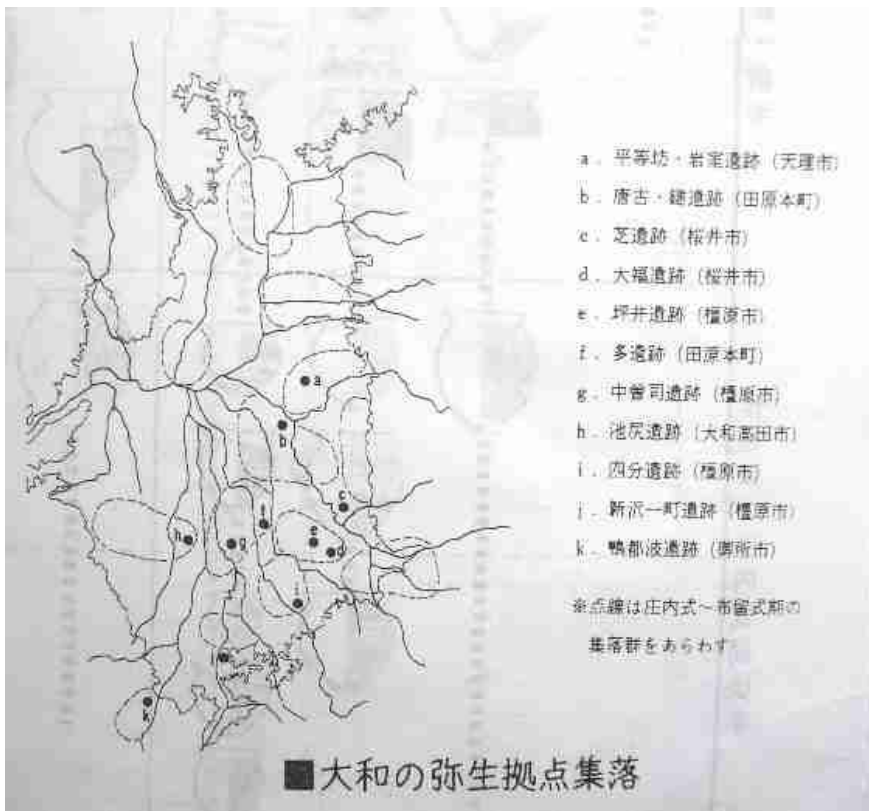 a. 平等坊・岩室遺跡 (天理市)
b. 唐古・鍵遺跡 (田原本町)
c. 芝遺跡 (桜井市)
d. 大福遺跡 (桜井市)
e. 坪井遺跡 (橿原市)
f. 多遺跡 (田原本町)
g. 中曽司遺跡 (橿原市)
h. 池尻遺跡 (大和高田市)
i. 四分遺跡 (橿原市)
j. 新沢一町遺跡 (橿原市)
k. 鴨都波遺跡 (御所市)
※点線は庄内式〜布留式期の
集落群をあらわす
a
b
c
f
e
d
h
g
i
j
k
■大和の弥生拠点集落